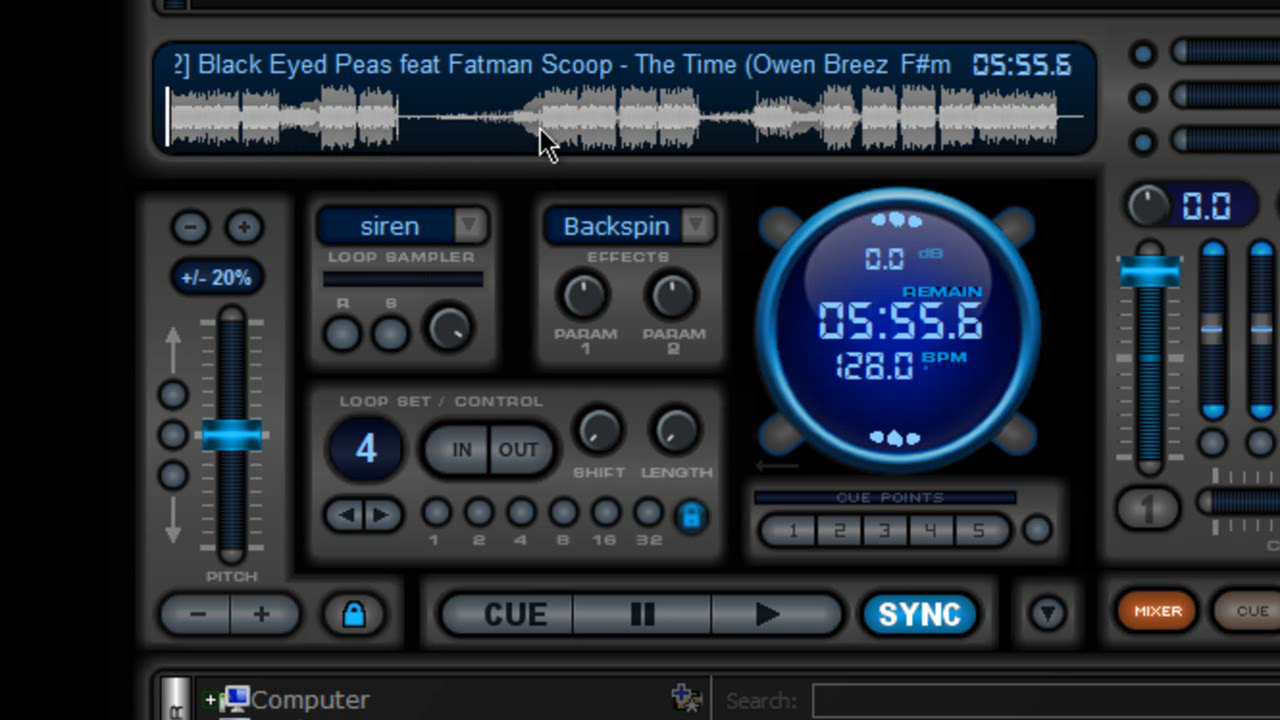 2] Black Eyed Peas feat Fatman Scoop - The Time (Owen Breez F#m 05:55.6
0.0
siren
LOOP SAMPLER
R S
Backspin
EFFECTS
PARAM 1 PARAM 2
+/- 20%
PITCH
0.0 dB
REMAIN
05:55.6
128.0 BPM
LOOP SET / CONTROL
4 IN OUT
SHIFT LENGTH
1 2 4 8 16 32
CUE POINTS
1 2 3 4 5
1
CUE SYNC
MIXER CUE
Computer
Search: